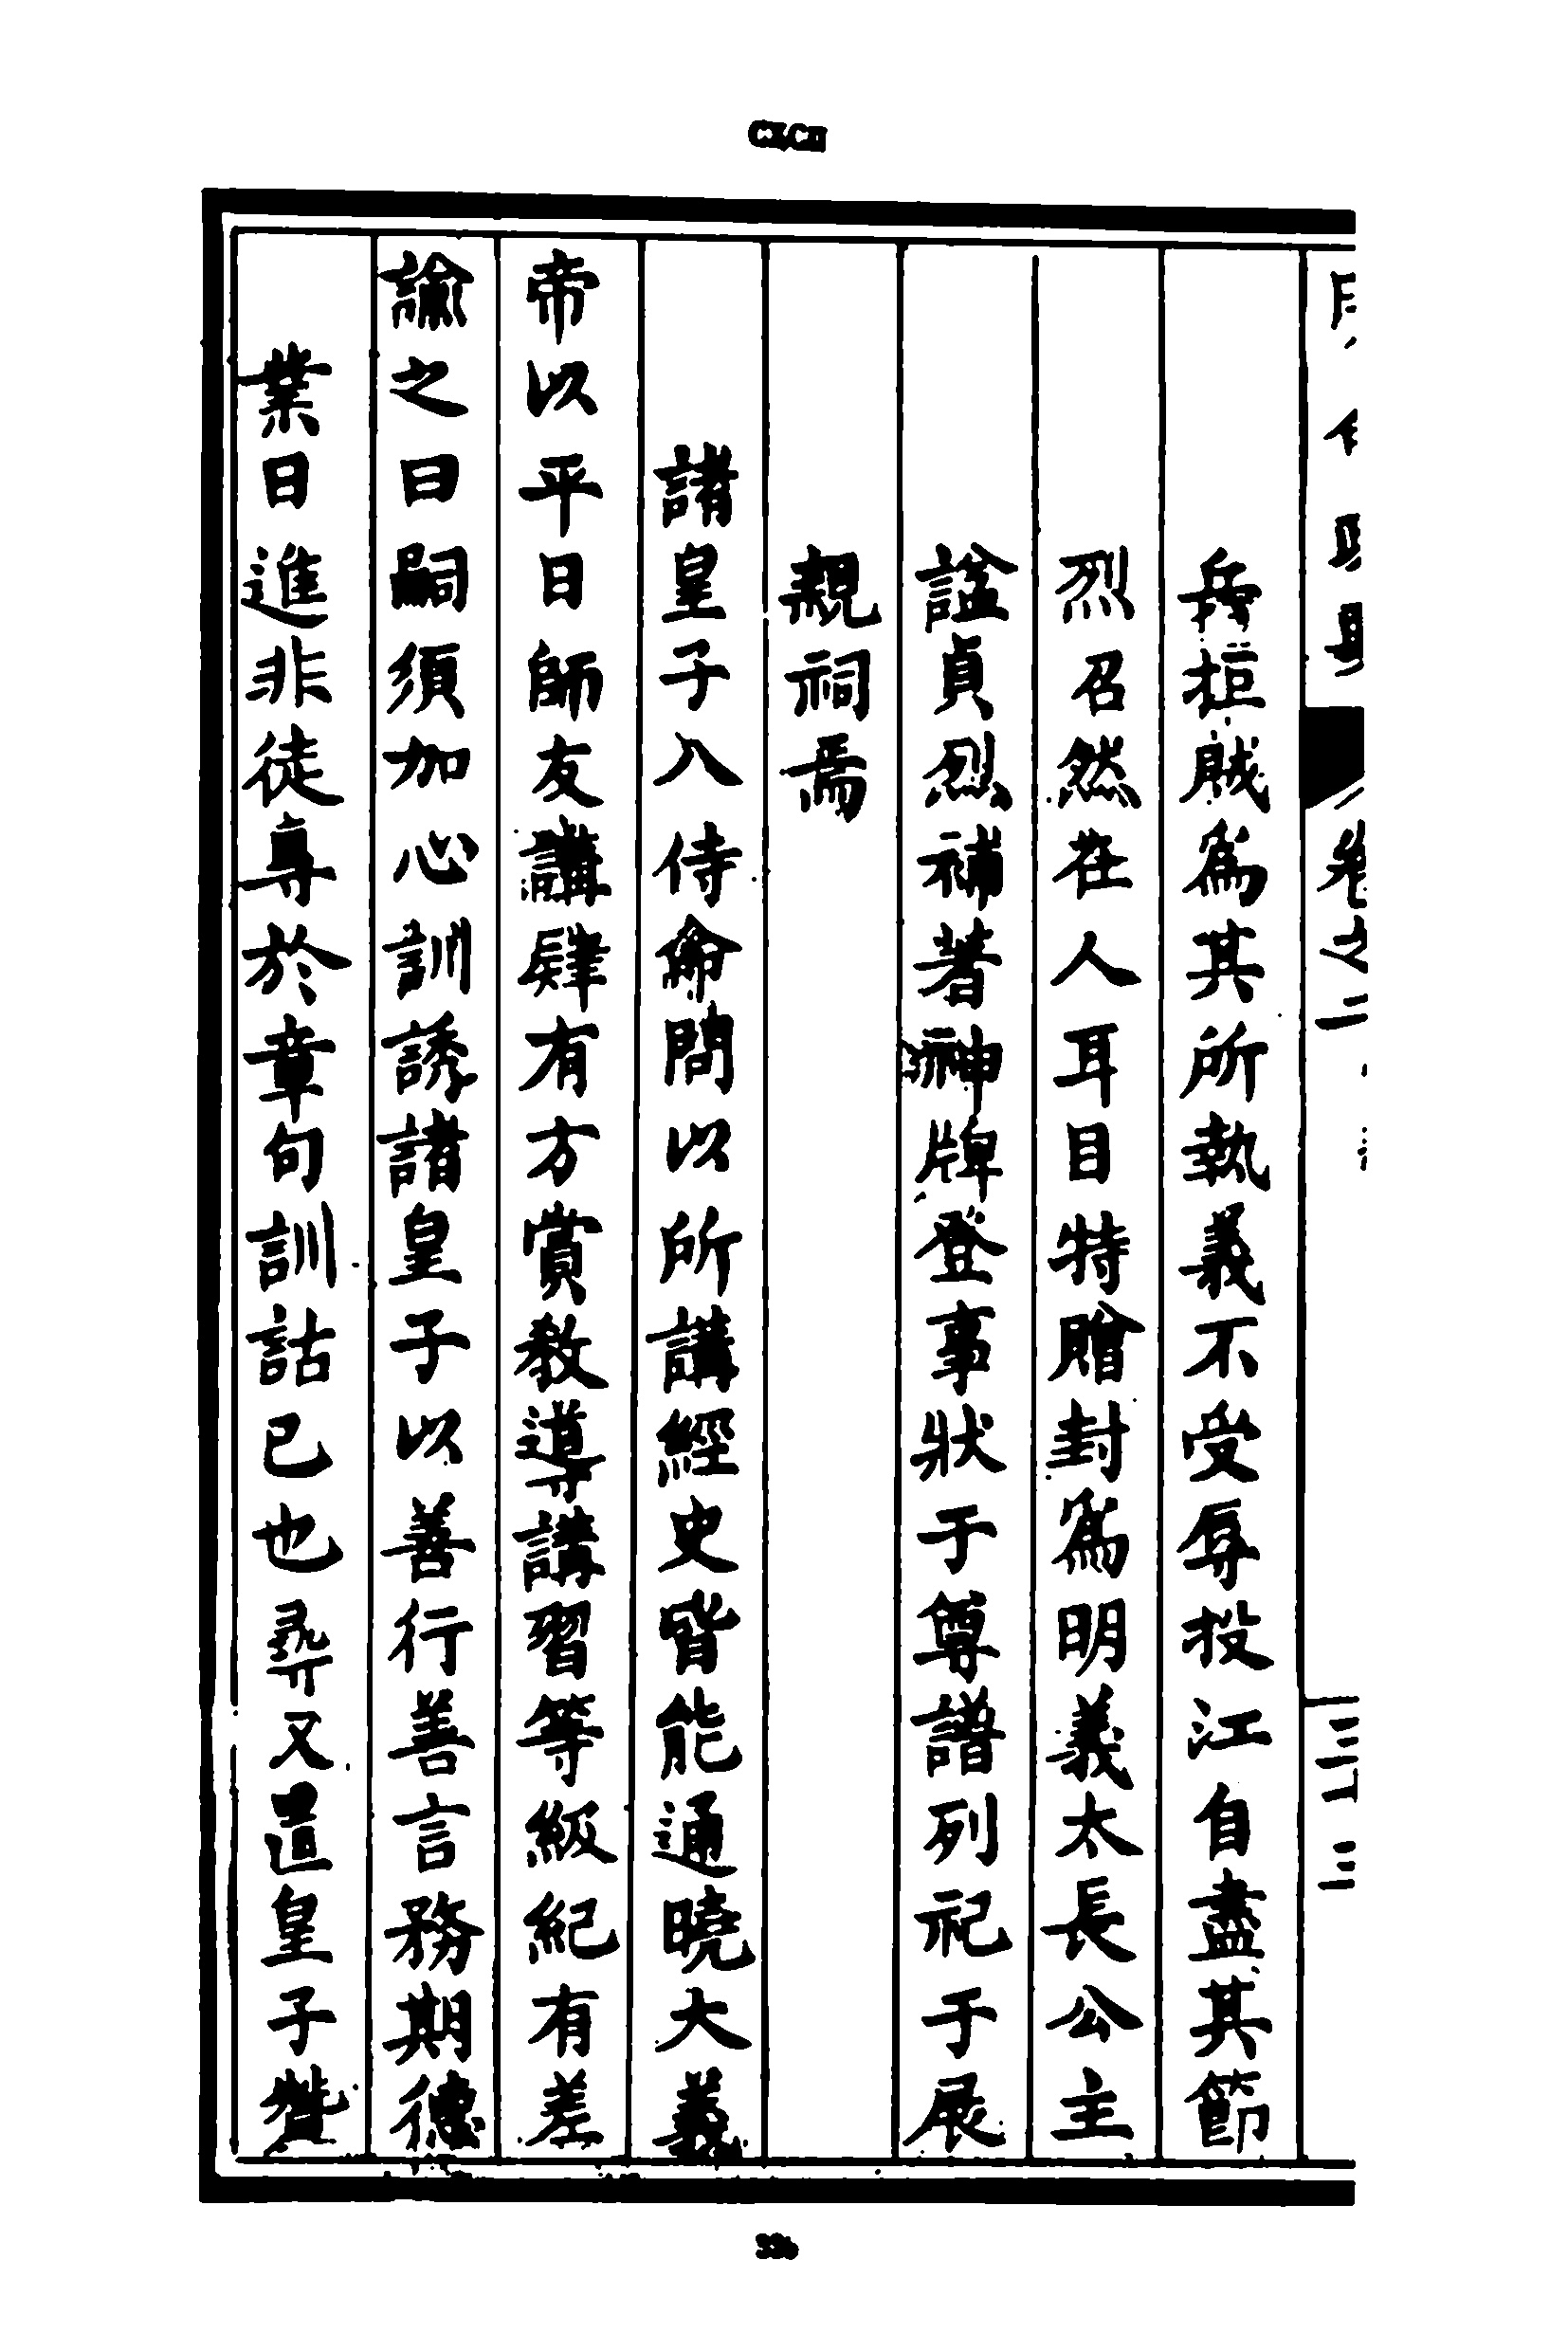 兵拒賊爲其所執義不受辱投江自盡其節
烈召然在人耳目特贈封爲明義太長公主
謚貞烈補著神牌登事狀于尊譜列祀于展
親祠焉
諸皇子入侍命問以所講經史皆能通曉大義
帝以平日師友講肄有方賞教導講習等級紀有差
諭之曰嗣須加心訓誘諸皇子以善行善言務期德
業日進非徒專於章句訓詁已也尋又遣皇子贊
卷之二